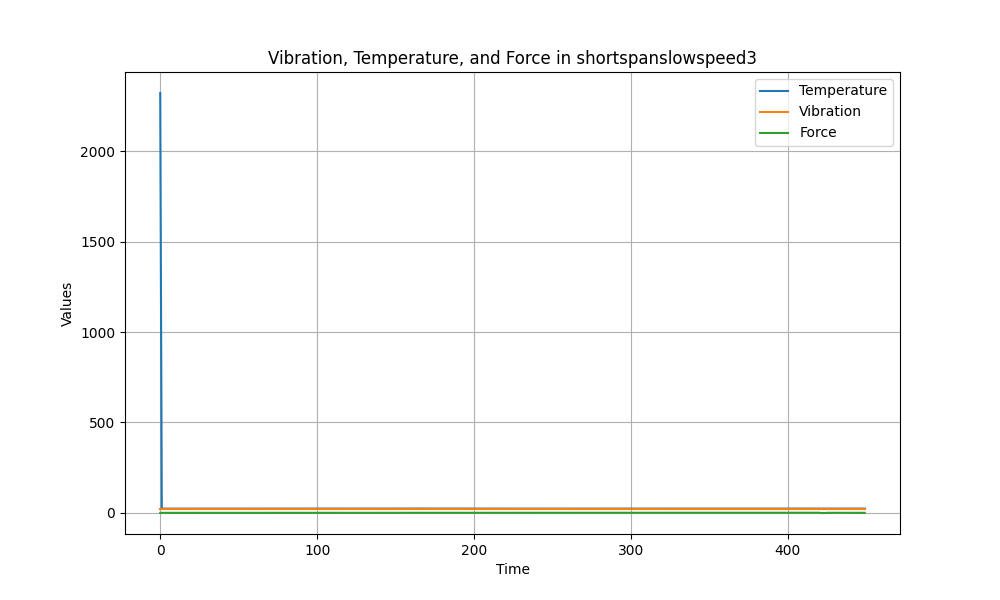 Vibration, Temperature, and Force in shortspanslowspeed3
Temperature
Vibration
Force
2000
1500
1000
500
0
Values
0 100 200 300 400
Time